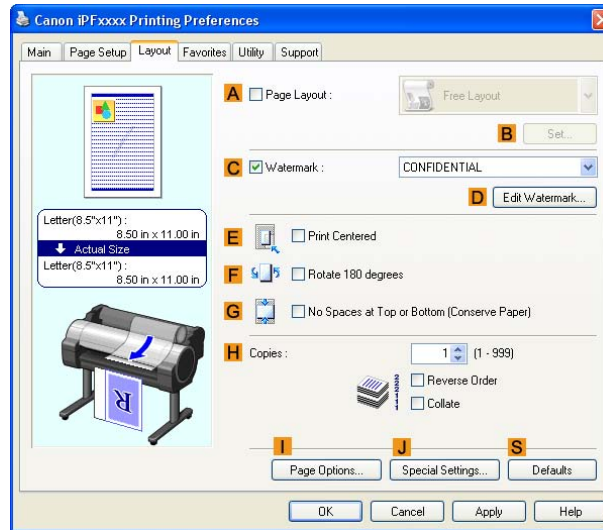 Canon iPFxxxx Printing Preferences
Main Page Setup Layout Favorites Utility Support
A Page Layout : Free Layout
B Set...
C Watermark : CONFIDENTIAL
D Edit Watermark...
Letter(8.5"x11") :
8.50 in x 11.00 in
Actual Size
Letter(8.5"x11") :
8.50 in x 11.00 in
E Print Centered
F Rotate 180 degrees
G No Spaces at Top or Bottom (Conserve Paper)
H Copies : 1 (1 - 999)
Reverse Order
Collate
R
I J S
Page Options... Special Settings... Defaults
OK Cancel Apply Help